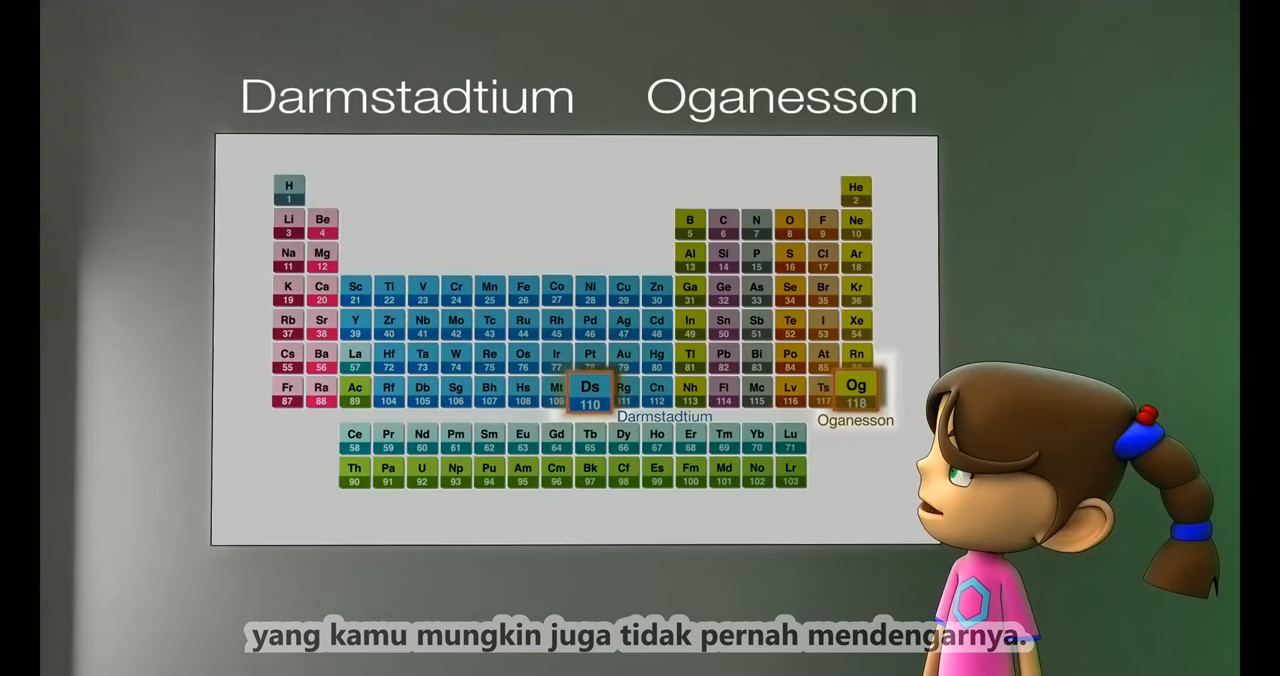 Darmstadtium Oganesson
H He
1 2
Li Be B C N O F Ne
3 4 5 6 7 8 9 10
Na Mg Al Si P S Cl Ar
11 12 13 14 15 16 17 18
K Ca Sc Ti V Cr Mn Fe Co Ni Cu Zn Ga Ge As Se Br Kr
19 20 21 22 23 24 25 26 27 28 29 30 31 32 33 34 35 36
Rb Sr Y Zr Nb Mo Tc Ru Rh Pd Ag Cd In Sn Sb Te I Xe
37 38 39 40 41 42 43 44 45 46 47 48 49 50 51 52 53 54
Cs Ba La Hf Ta W Re Os Ir Pt Au Hg Tl Pb Bi Po At Rn
55 56 57 72 73 74 75 76 77 78 79 80 81 82 83 84 85 86
Fr Ra Ac Rf Db Sg Bh Hs Mt Ds Rg Cn Nh Fl Mc Lv Ts Og
87 88 89 104 105 106 107 108 109 110 111 112 113 114 115 116 117 118
Darmstadtium Oganesson
Ce Pr Nd Pm Sm Eu Gd Tb Dy Ho Er Tm Yb Lu
58 59 60 61 62 63 64 65 66 67 68 69 70 71
Th Pa U Np Pu Am Cm Bk Cf Es Fm Md No Lr
90 91 92 93 94 95 96 97 98 99 100 101 102 103
yang kamu mungkin juga tidak pernah mendengarnya.